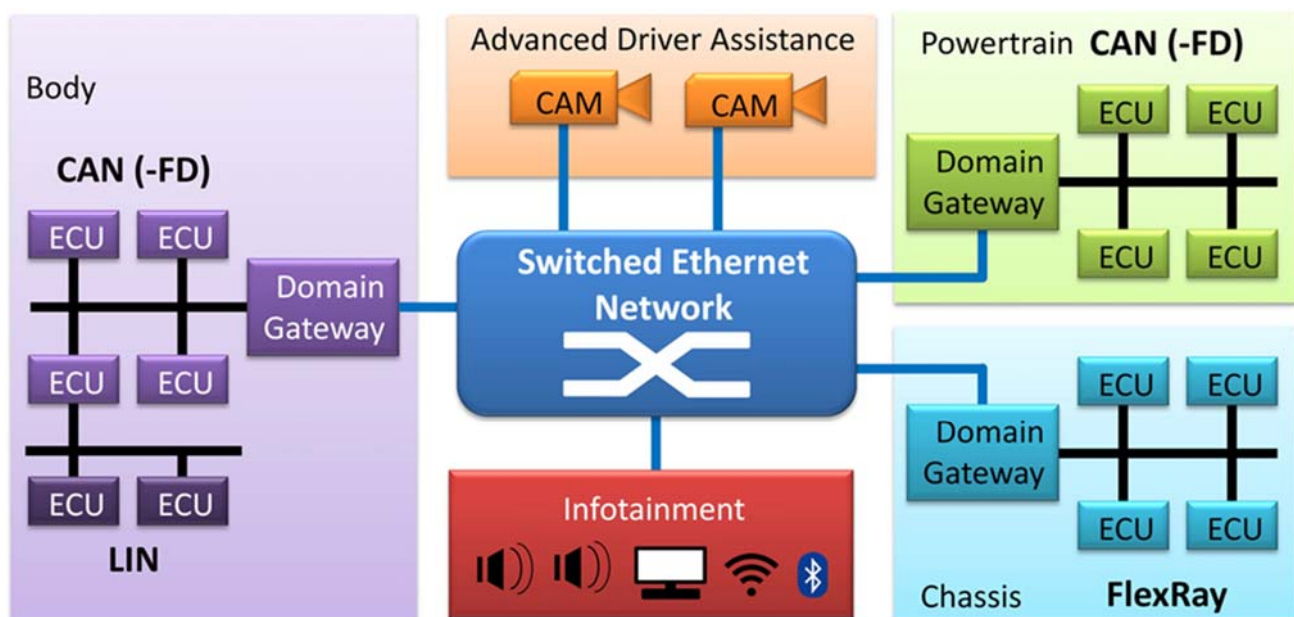 Body
CAN (-FD)
ECU ECU
Domain
Gateway
ECU ECU
ECU ECU
LIN
Advanced Driver Assistance
CAM CAM
Switched Ethernet
Network
Infotainment
Powertrain CAN (-FD)
ECU ECU
Domain
Gateway
ECU ECU
ECU ECU
Domain
Gateway
ECU ECU
Chassis FlexRay